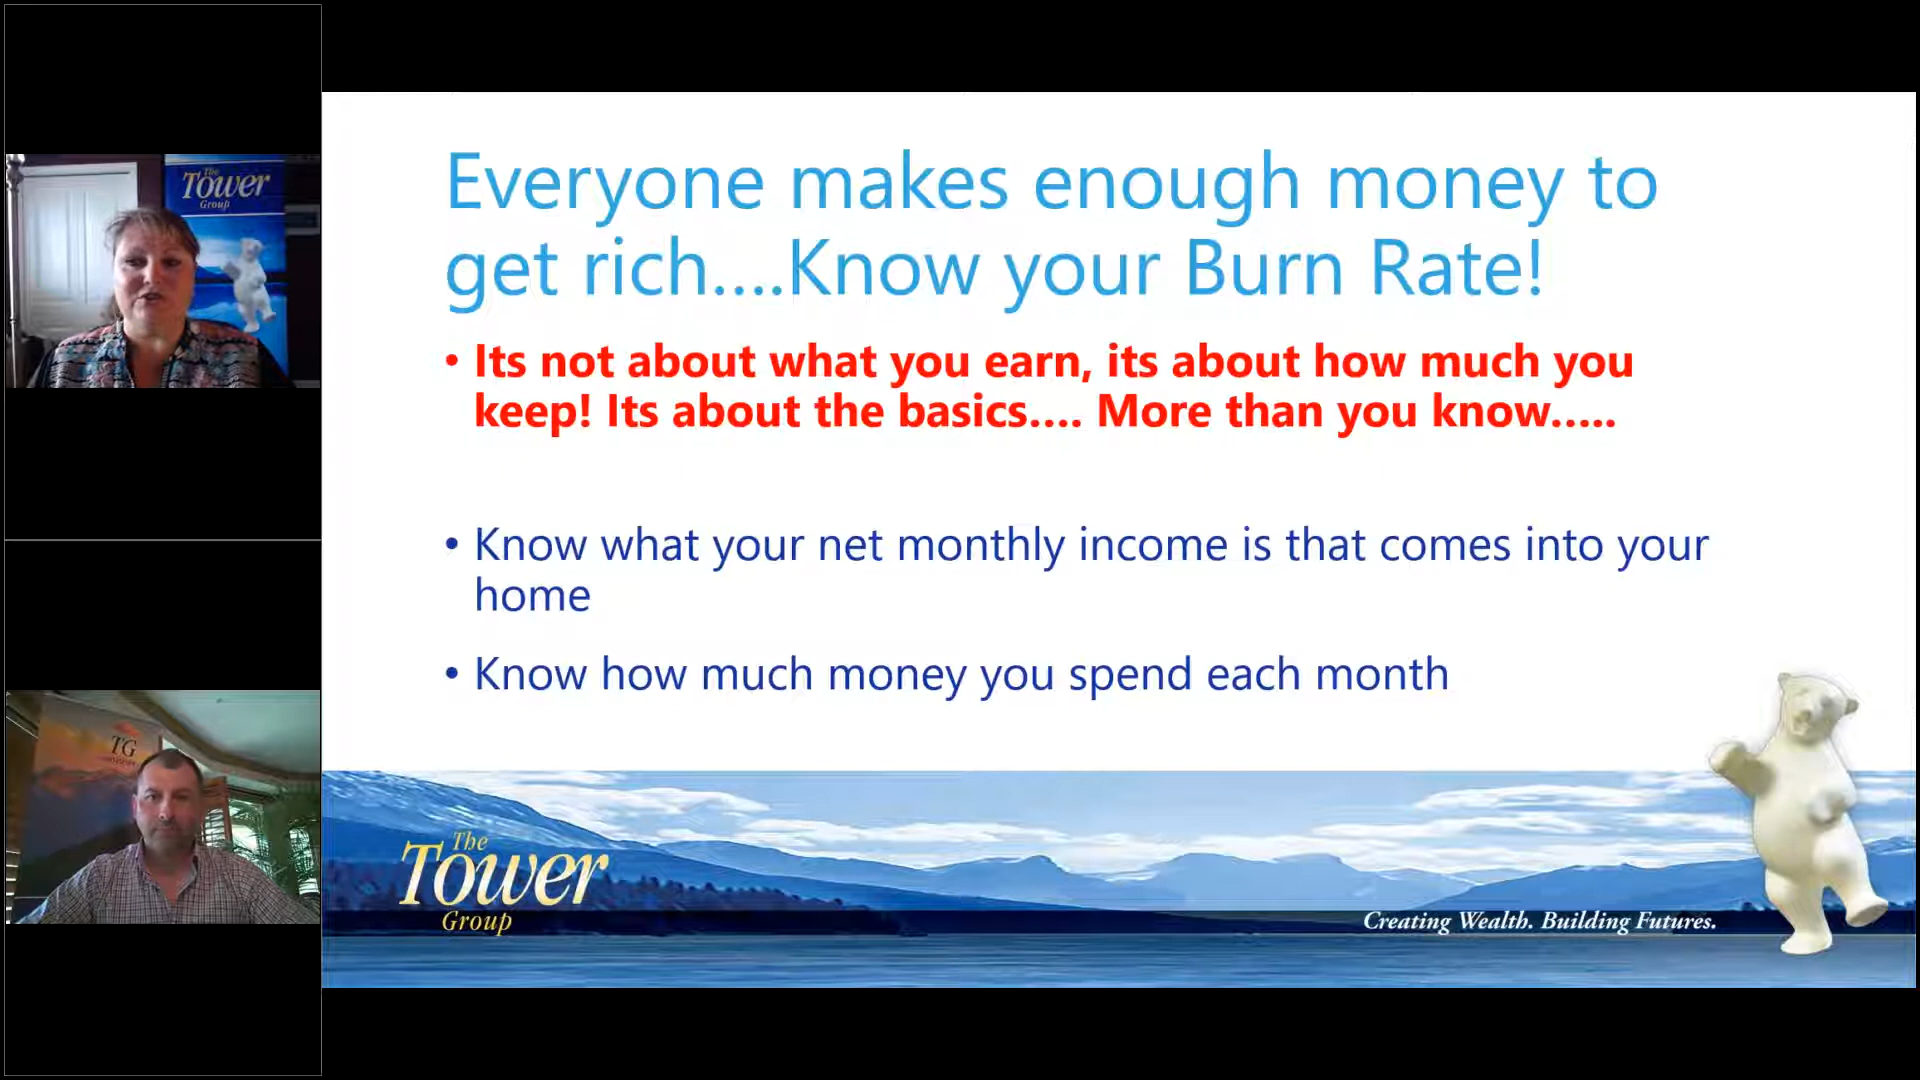 The
Tower
Group
TG
Everyone makes enough money to
get rich....Know your Burn Rate!
• Its not about what you earn, its about how much you
keep! Its about the basics.... More than you know.....
• Know what your net monthly income is that comes into your
home
• Know how much money you spend each month
The
Tower
Group
Creating Wealth. Building Futures.